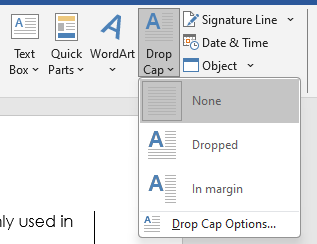 Text
Box
Quick
Parts
WordArt
Drop
Cap
Signature Line
Date & Time
Object
None
Dropped
In margin
Drop Cap Options...
used in